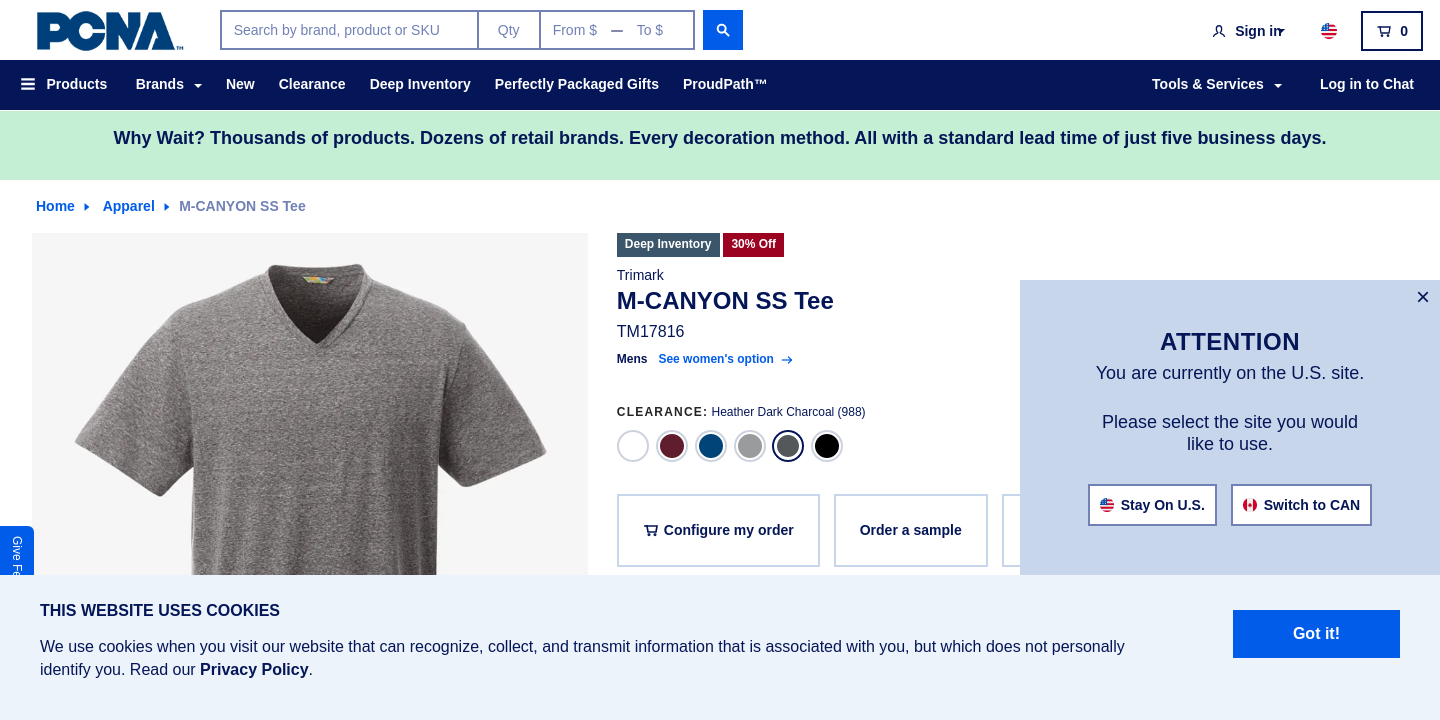 PCNA™
Search by brand, product or SKU
Qty
From $
To $
Sign in
0
Products
Brands
New
Clearance
Deep Inventory
Perfectly Packaged Gifts
ProudPath™
Tools & Services
Log in to Chat
Why Wait? Thousands of products. Dozens of retail brands. Every decoration method. All with a standard lead time of just five business days.
Home
Apparel
M-CANYON SS Tee
Deep Inventory
30% Off
Trimark
M-CANYON SS Tee
TM17816
Mens
See women's option
CLEARANCE: Heather Dark Charcoal (988)
Configure my order
Order a sample
×
ATTENTION
You are currently on the U.S. site.
Please select the site you would
like to use.
Stay On U.S.
Switch to CAN
Give
THIS WEBSITE USES COOKIES
We use cookies when you visit our website that can recognize, collect, and transmit information that is associated with you, but which does not personally
identify you. Read our Privacy Policy.
Got it!